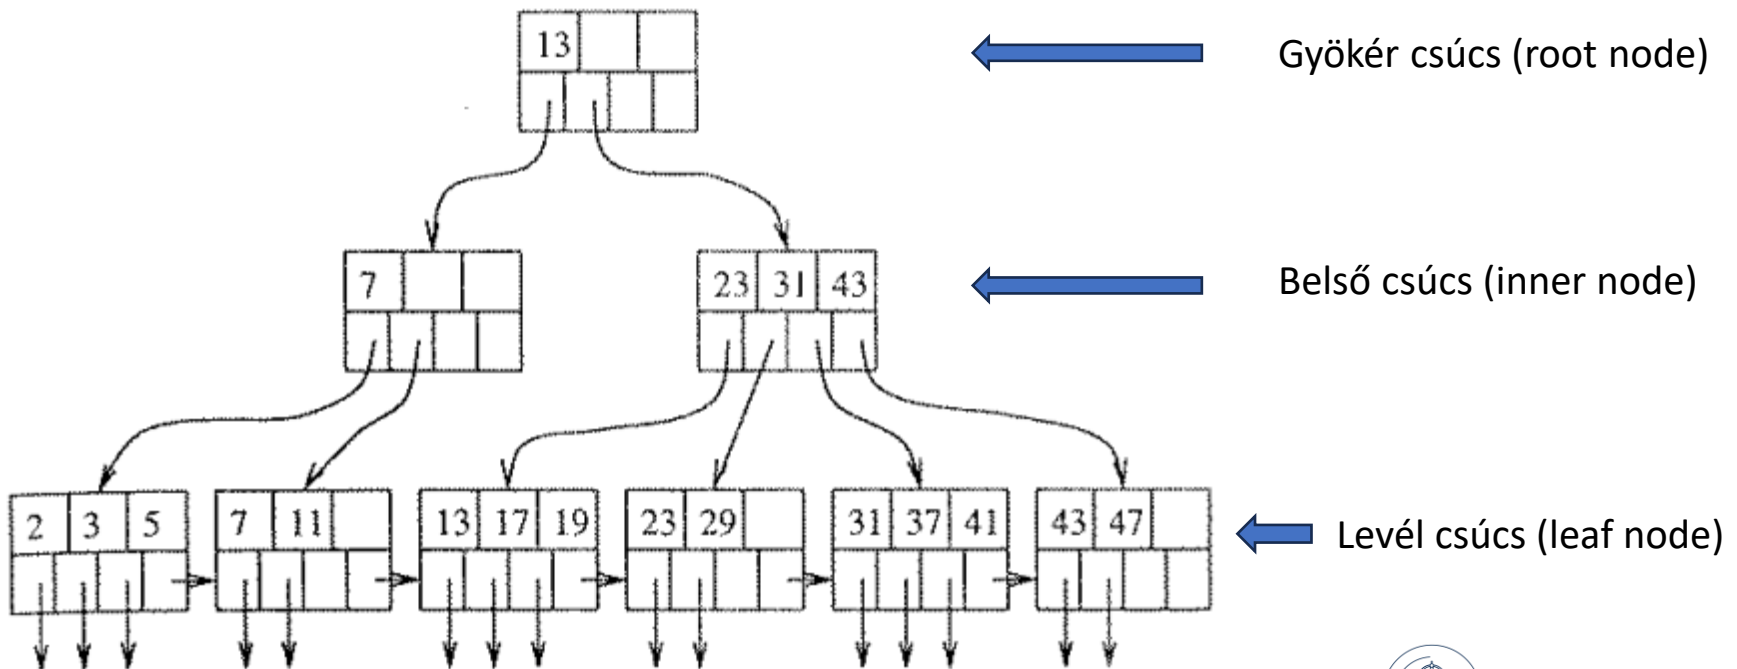 13
Gyökér csúcs (root node)
7
23 31 43
Belső csúcs (inner node)
2 3 5
7 11
13 17 19
23 29
31 37 41
43 47
Levél csúcs (leaf node)